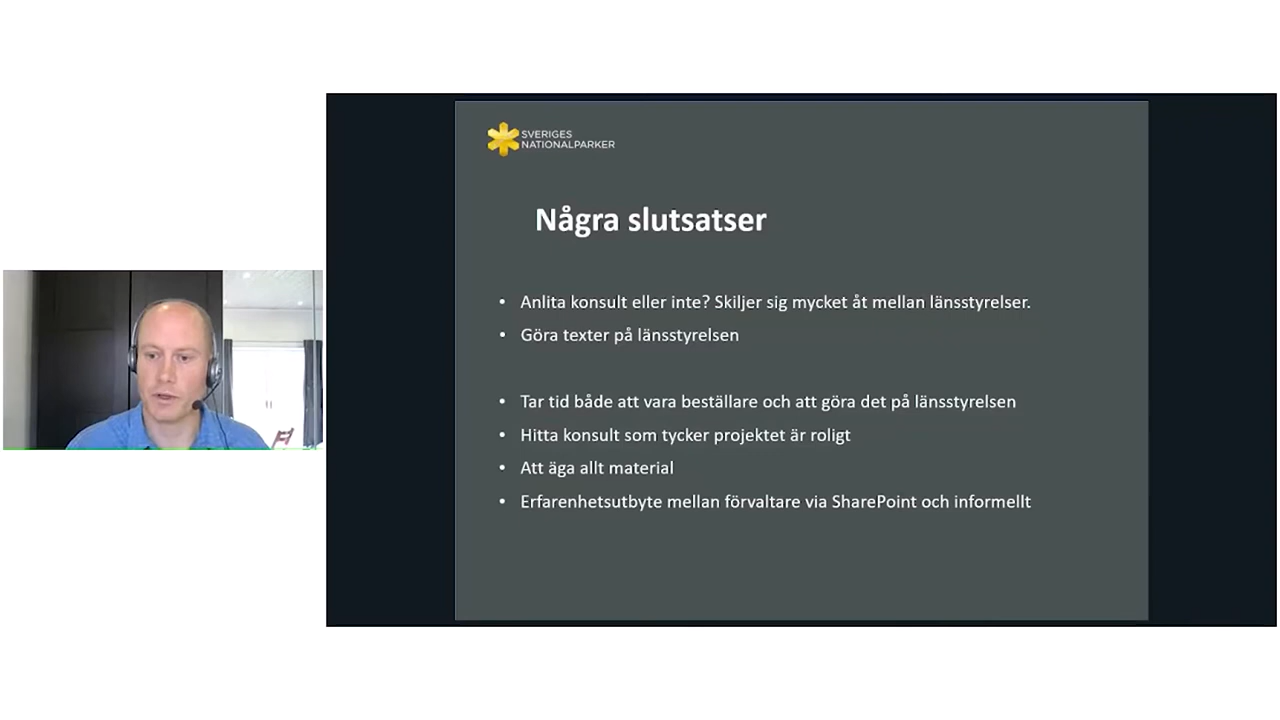 SVERIGES
NATIONALPARKER
Några slutsatser
• Anlita konsult eller inte? Skiljer sig mycket åt mellan länsstyrelser.
• Göra texter på länsstyrelsen
• Tar tid både att vara beställare och att göra det på länsstyrelsen
• Hitta konsult som tycker projektet är roligt
• Att äga allt material
• Erfarenhetsutbyte mellan förvaltare via SharePoint och informellt